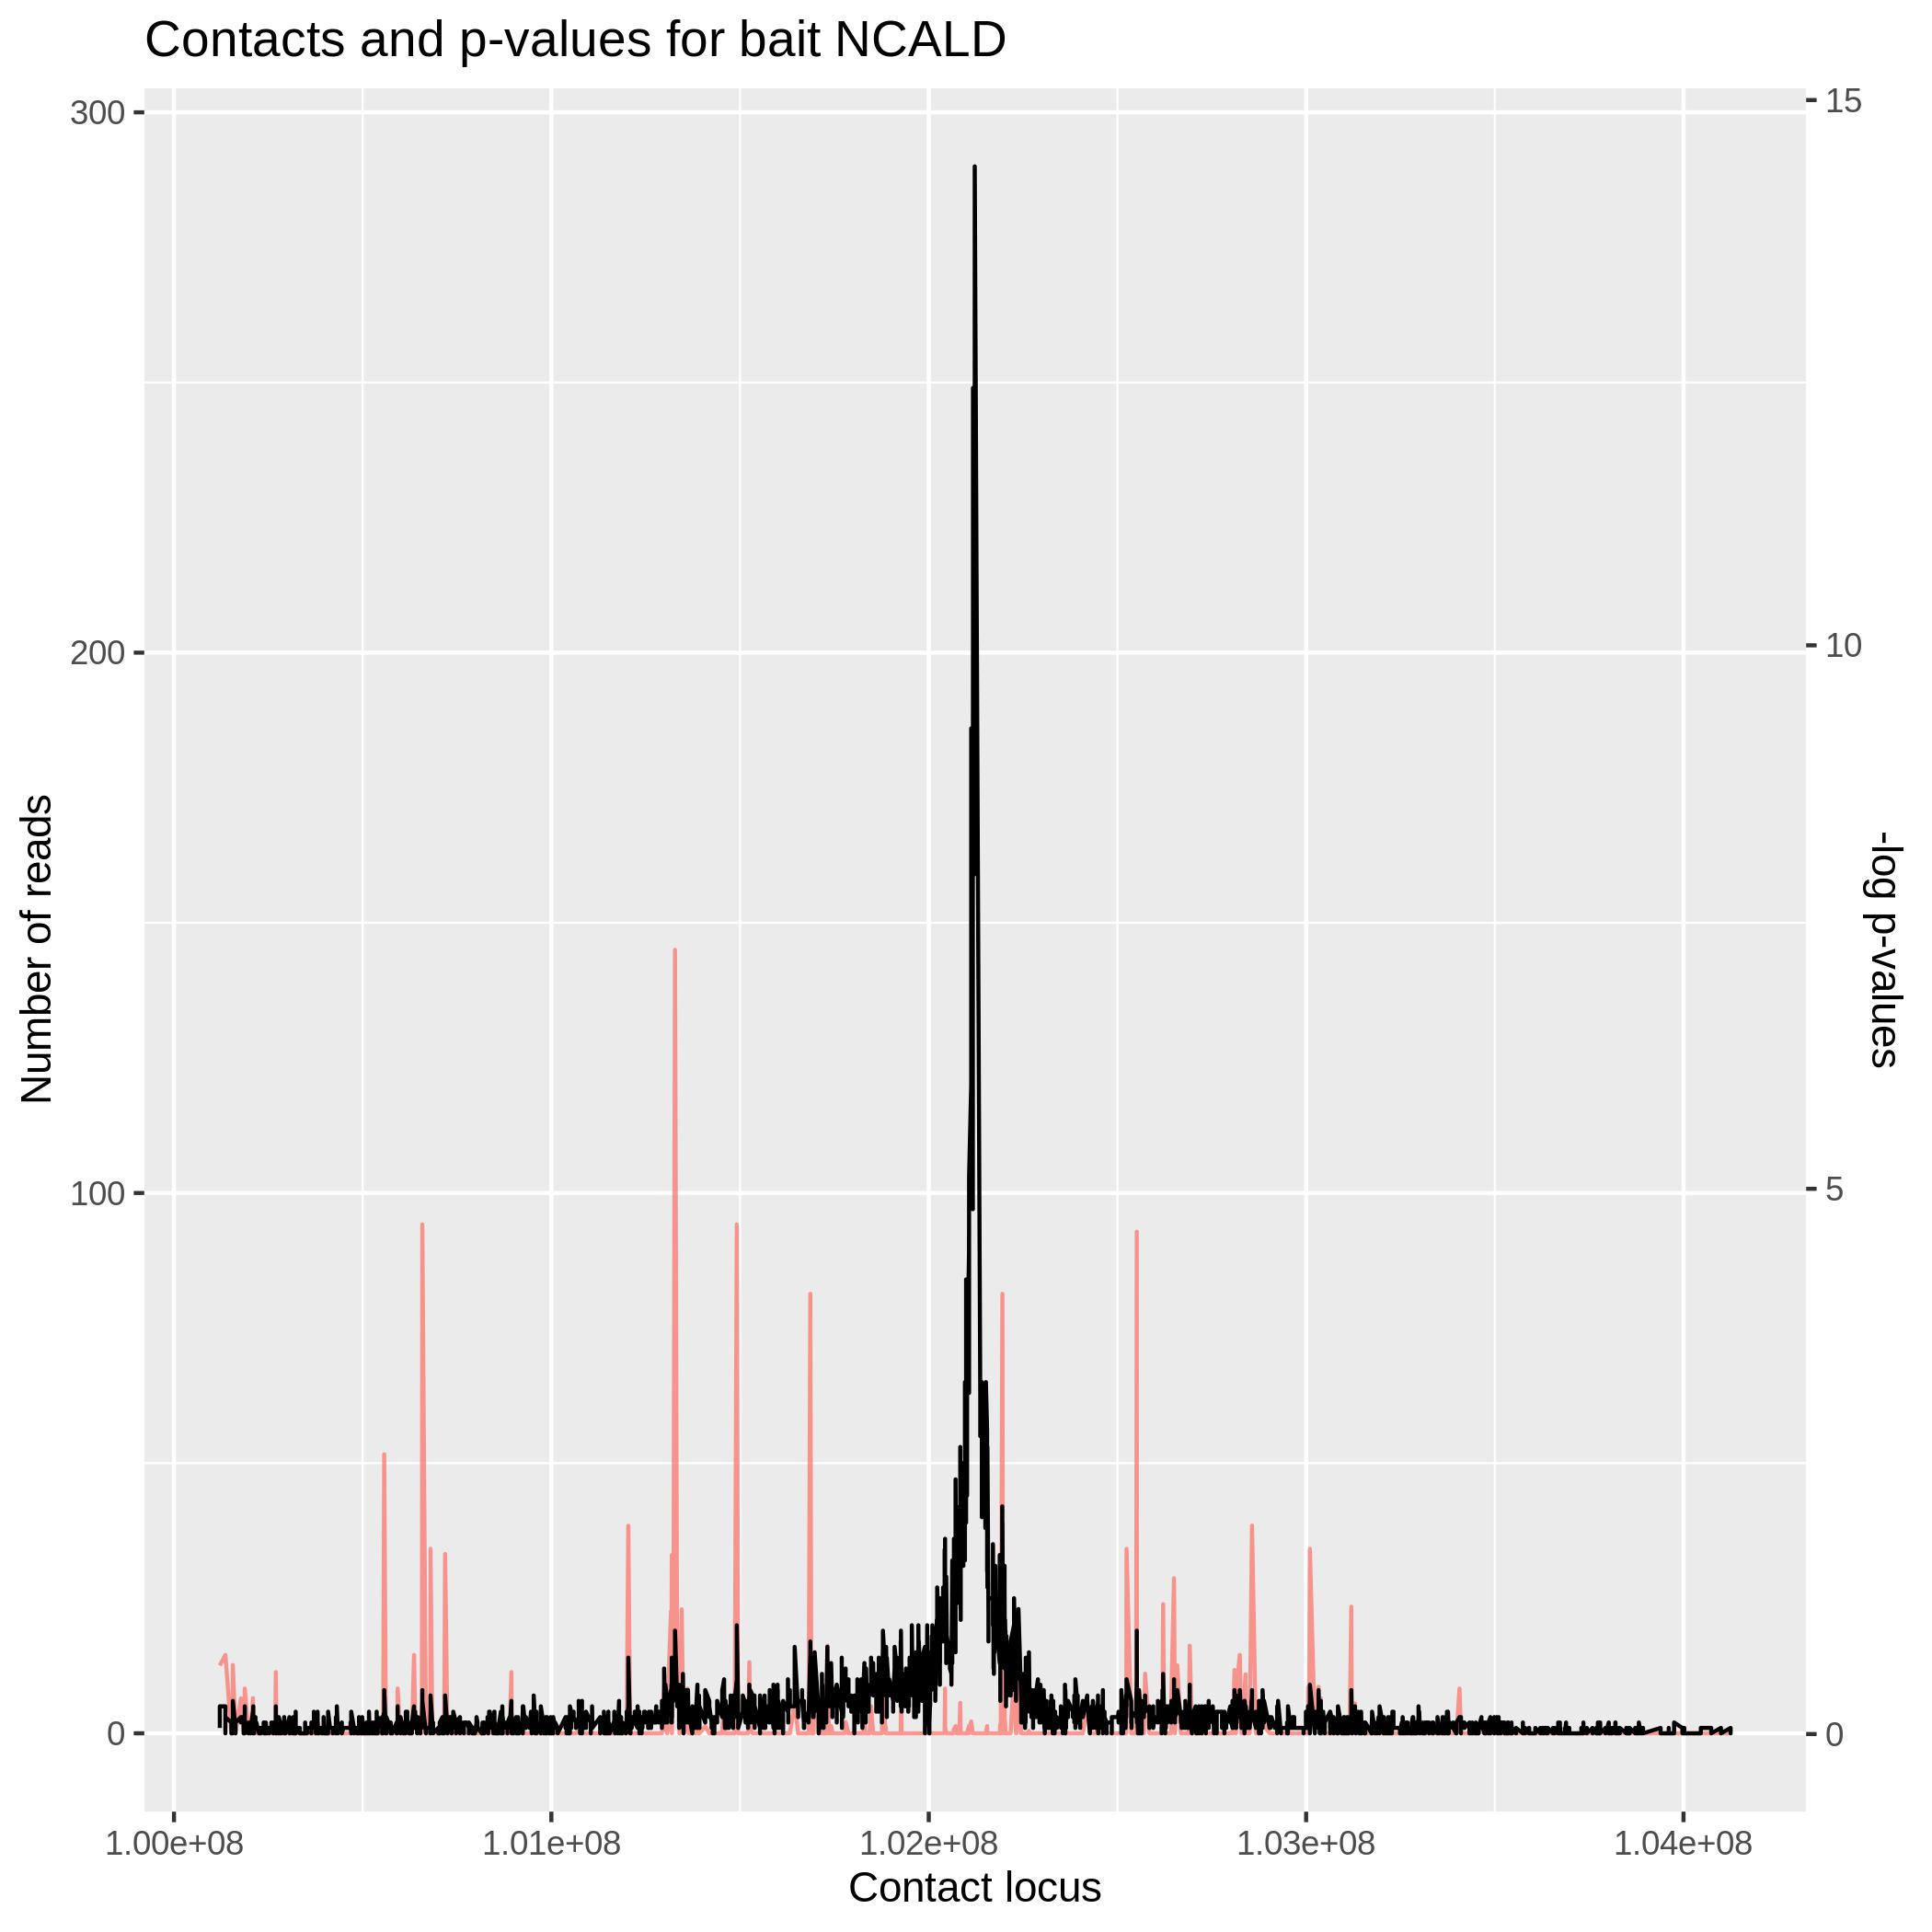 Contacts and p-values for bait NCALD
300
200
100
0
Number of reads
15
10
5
0
-log p-values
1.00e+08
1.01e+08
1.02e+08
1.03e+08
1.04e+08
Contact locus